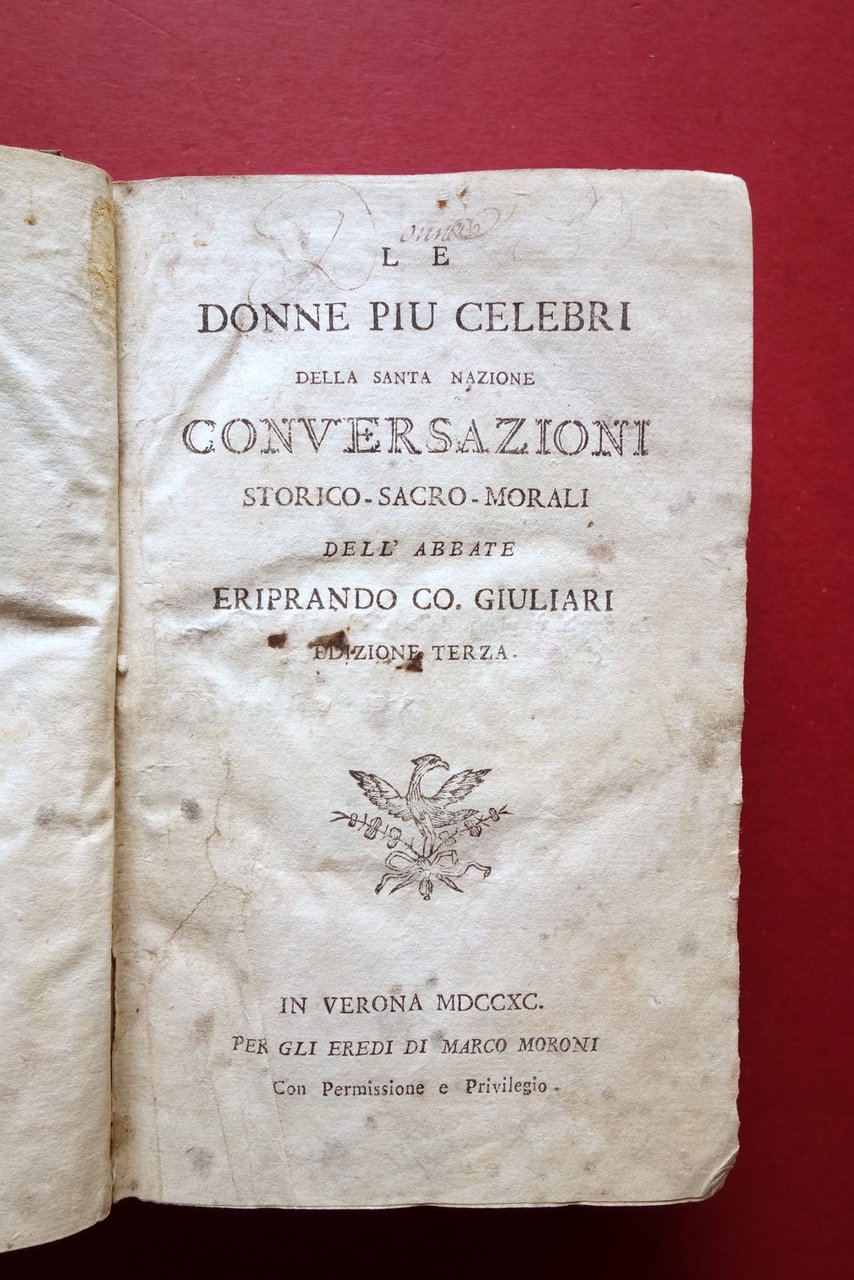 LE
DONNE PIU CELEBRI
DELLA SANTA NAZIONE
CONVERSAZIONI
STORICO-SACRO-MORALI
DELL' ABBATE
ERIPRANDO CO. GIULIARI
EDIZIONE TERZA.
IN VERONA MDCCXC.
PER GLI EREDI DI MARCO MORONI
Con Permissione e Privilegio.